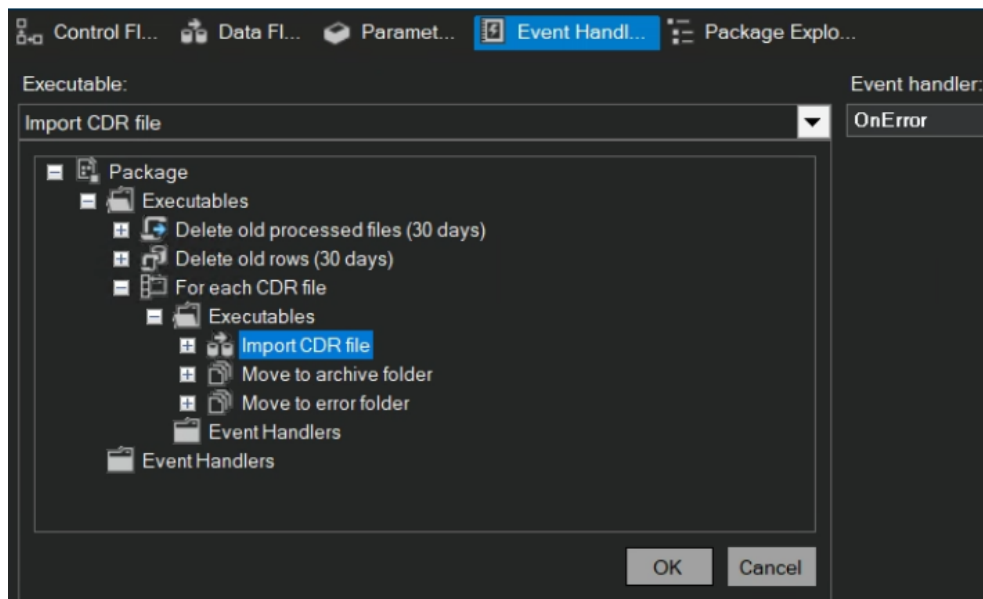 Control Fl... Data Fl... Paramet... Event Handl... Package Explo...
Executable: Event handler:
Import CDR file OnError
Package
Executables
Delete old processed files (30 days)
Delete old rows (30 days)
For each CDR file
Executables
Import CDR file
Move to archive folder
Move to error folder
Event Handlers
Event Handlers
OK Cancel